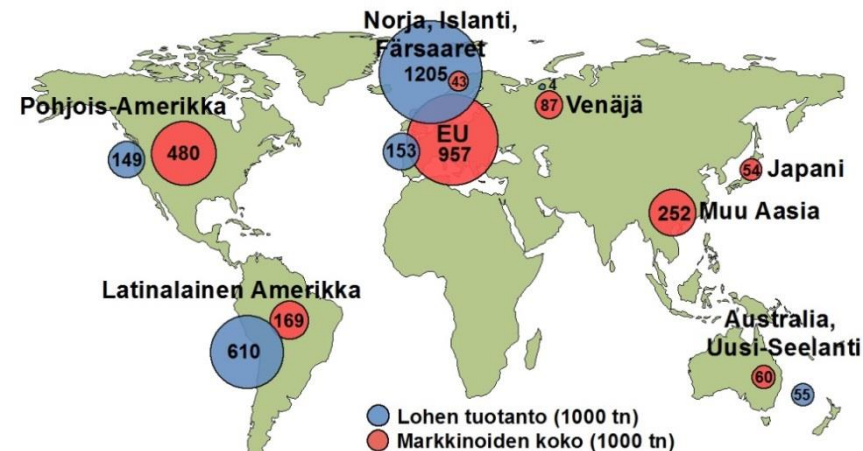 Norja, Islanti,
Färsaaret
1205
43
4
87 Venäjä
Pohjois-Amerikka
149
480
153
EU
957
54 Japani
252 Muu Aasia
Latinalainen Amerikka
169
610
Australia,
Uusi-Seelanti
60
55
Lohen tuotanto (1000 tn)
Markkinoiden koko (1000 tn)